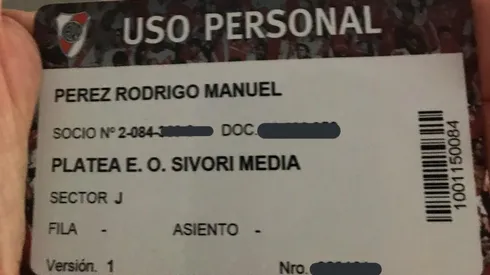 USO PERSONAL
PEREZ RODRIGO MANUEL
SOCIO Nº 2-084- DOC.
PLATEA E. O. SIVORI MEDIA
SECTOR J
FILA - ASIENTO -
Versión. 1 Nro.
1001150084